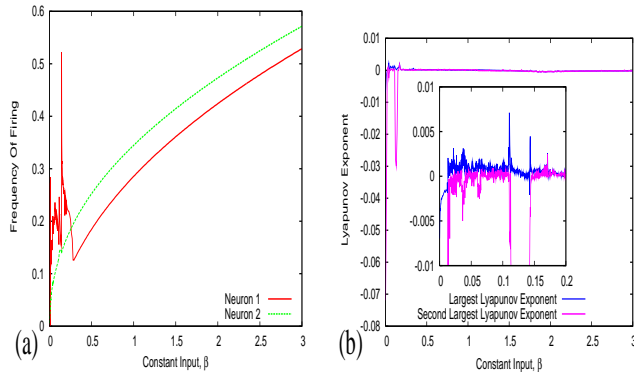 0.6
0.5
0.4
0.3
0.2
0.1
0
Frequency Of Firing
0 0.5 1 1.5 2 2.5 3
Constant Input, β
Neuron 1
Neuron 2
(a)
0.01
0
-0.01
-0.02
-0.03
-0.04
-0.05
-0.06
-0.07
-0.08
Lyapunov Exponent
0.01
0.005
0
-0.005
-0.01
0 0.05 0.1 0.15 0.2
Largest Lyapunov Exponent
Second Largest Lyapunov Exponent
0 0.5 1 1.5 2 2.5 3
Constant Input, β
(b)